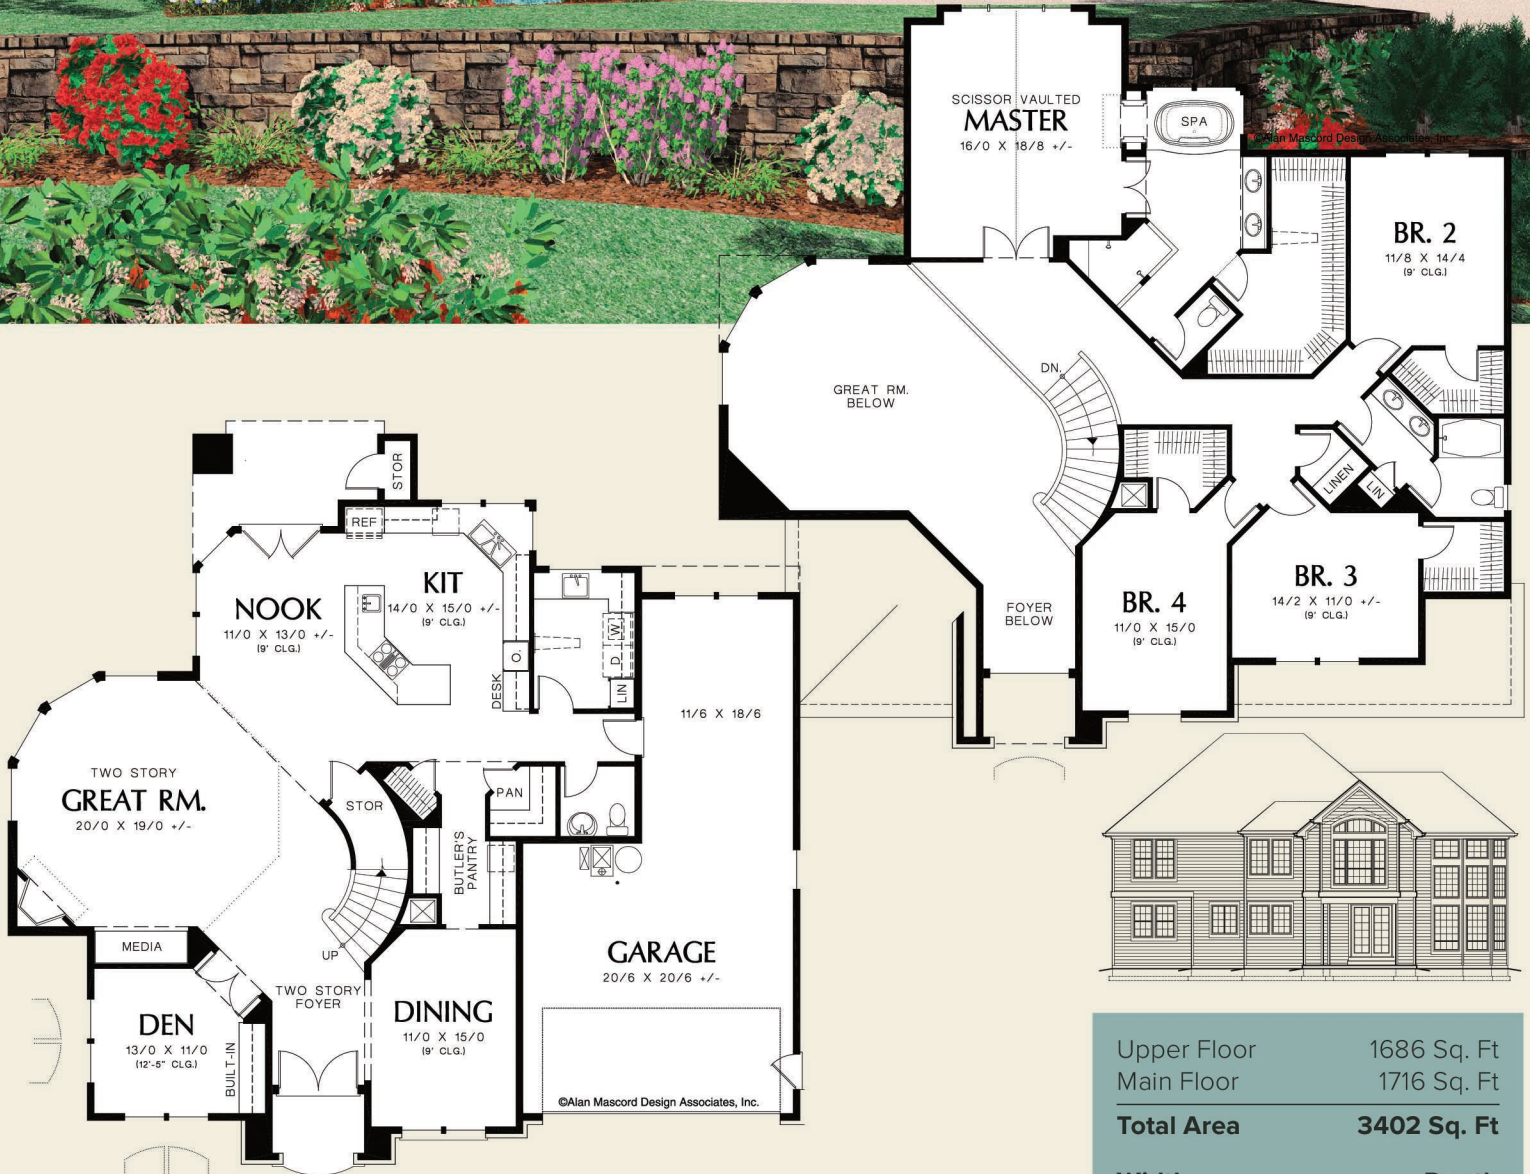 SCISSOR VAULTED
MASTER
16/0 X 18/8 +/-
SPA
©Alan Mascord Design Associates, Inc.
BR. 2
11/8 X 14/4
(9' CLG.)
DN.
GREAT RM.
BELOW
LINEN
LIN
FOYER
BELOW
BR. 4
11/0 X 15/0
(9' CLG.)
BR. 3
14/2 X 11/0 +/-
(9' CLG.)
STOR
REF
KIT
14/0 X 15/0 +/-
(9' CLG.)
NOOK
11/0 X 13/0 +/-
(9' CLG.)
O.
W
D
LIN
DESK
11/6 X 18/6
TWO STORY
GREAT RM.
20/0 X 19/0 +/-
STOR
PAN
BUTLER'S
PANTRY
MEDIA
UP
TWO STORY
FOYER
DEN
13/0 X 11/0
(12'-5" CLG.)
BUILT-IN
DINING
11/0 X 15/0
(9' CLG.)
GARAGE
20/6 X 20/6 +/-
©Alan Mascord Design Associates, Inc.
Upper Floor 1686 Sq. Ft
Main Floor 1716 Sq. Ft
Total Area 3402 Sq. Ft